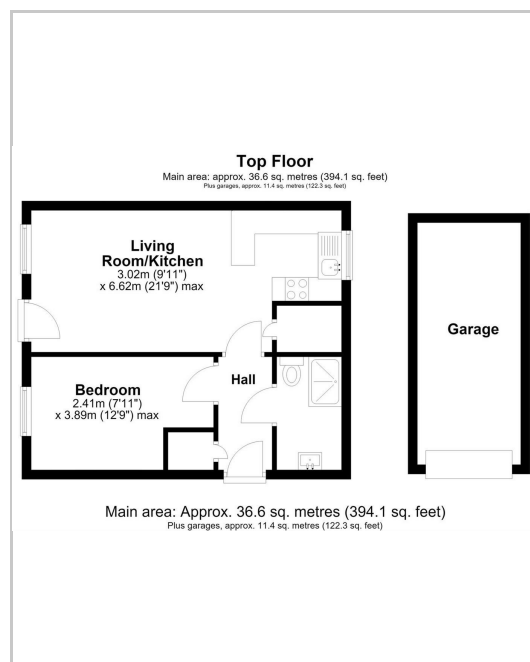 Top Floor
Main area: approx. 36.6 sq. metres (394.1 sq. feet)
Plus garages, approx. 11.4 sq. metres (122.3 sq. feet)
Living
Room/Kitchen
3.02m (9'11")
x 6.62m (21'9") max
Garage
Bedroom
2.41m (7'11")
x 3.89m (12'9") max
Hall
Main area: Approx. 36.6 sq. metres (394.1 sq. feet)
Plus garages, approx. 11.4 sq. metres (122.3 sq. feet)